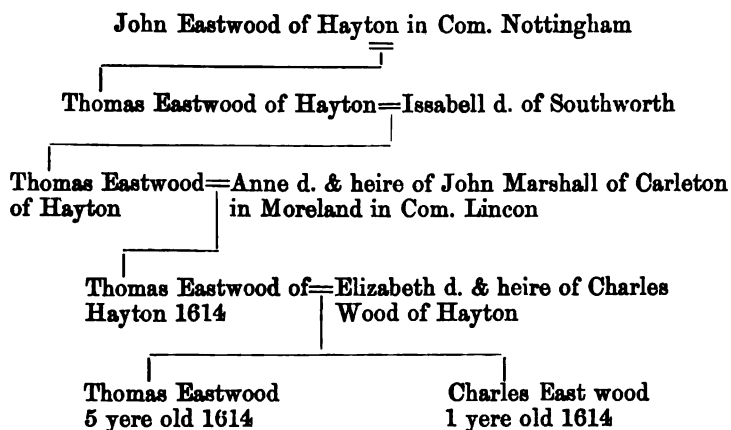 John Eastwood of Hayton in Com. Nottingham
Thomas Eastwood of Hayton=Issabell d. of Southworth
Thomas Eastwood=Anne d. & heire of John Marshall of Carleton
of Hayton in Moreland in Com. Lincon
Thomas Eastwood of=Elizabeth d. & heire of Charles
Hayton 1614 Wood of Hayton
Thomas Eastwood Charles East wood
5 yere old 1614 1 yere old 1614